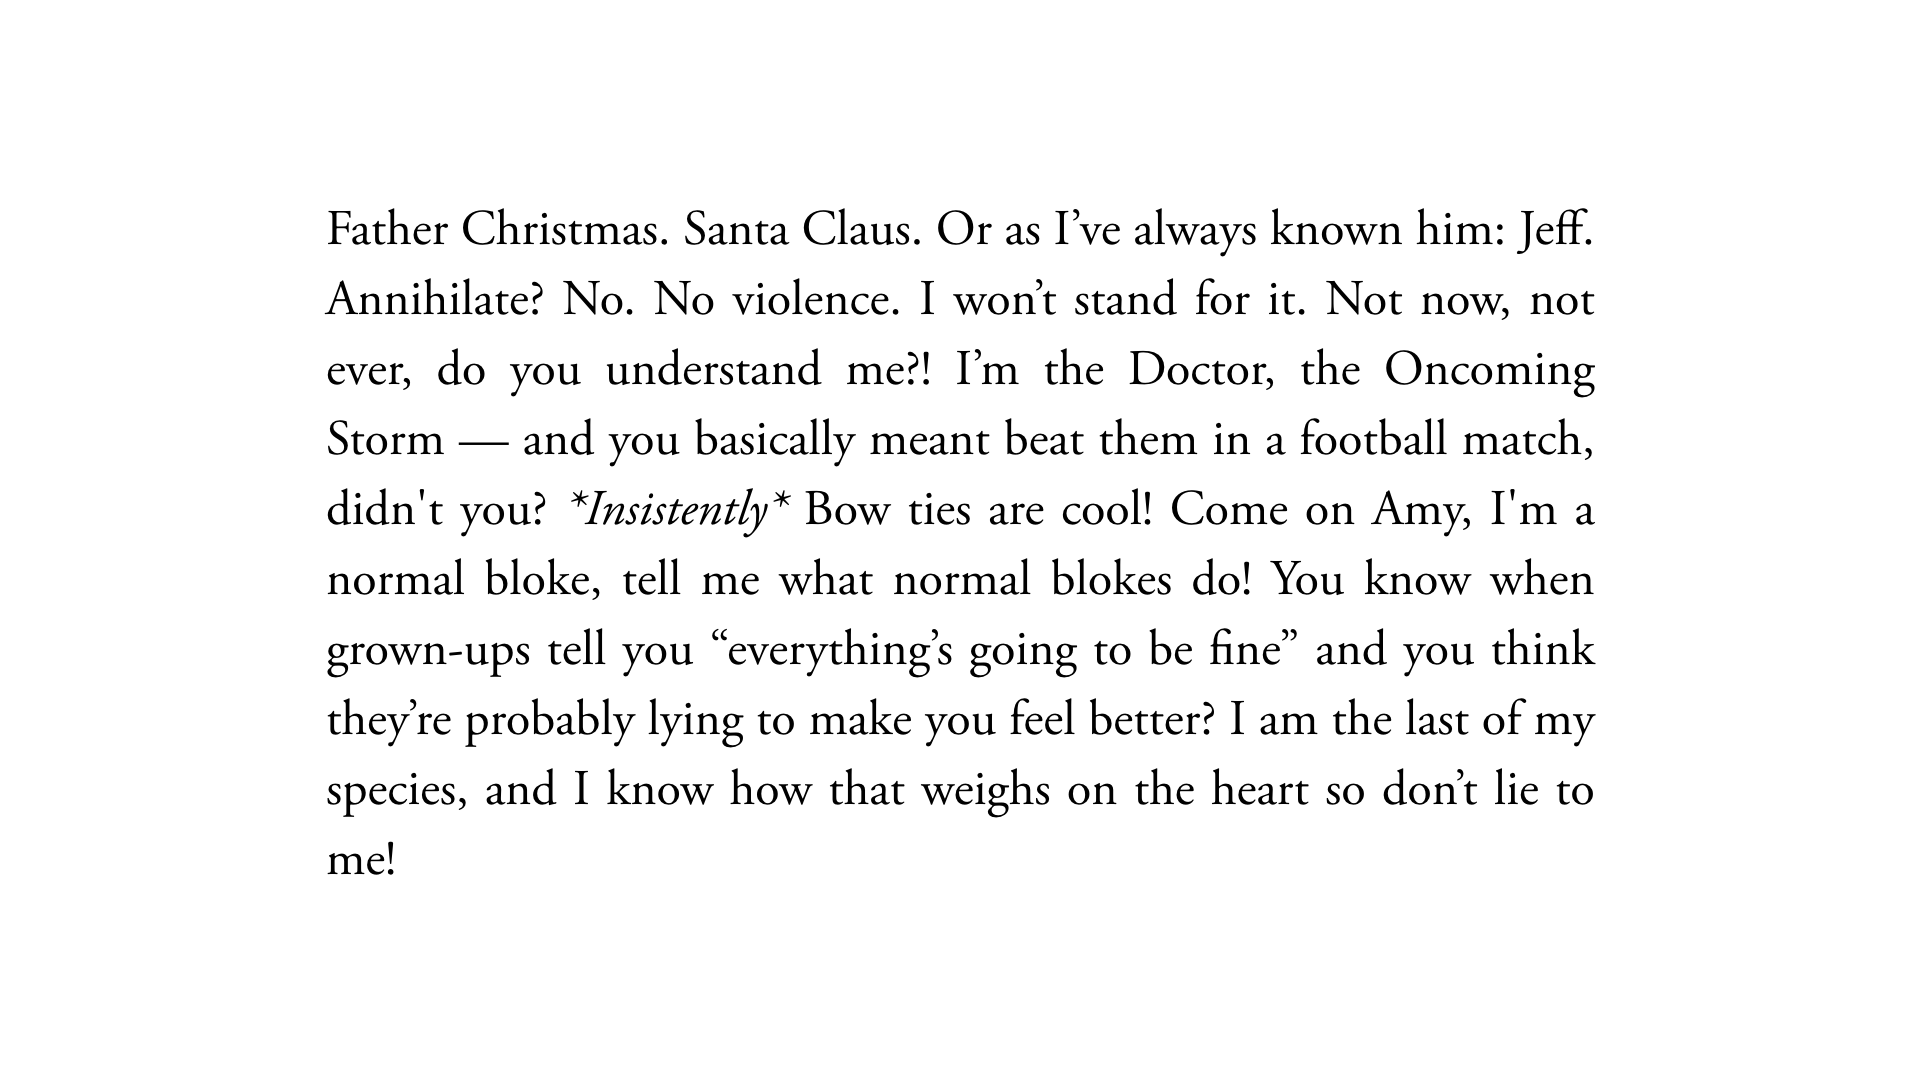 Father Christmas. Santa Claus. Or as I’ve always known him: Jeff.
Annihilate? No. No violence. I won’t stand for it. Not now, not
ever, do you understand me?! I’m the Doctor, the Oncoming
Storm — and you basically meant beat them in a football match,
didn't you? *Insistently* Bow ties are cool! Come on Amy, I'm a
normal bloke, tell me what normal blokes do! You know when
grown-ups tell you “everything’s going to be fine” and you think
they’re probably lying to make you feel better? I am the last of my
species, and I know how that weighs on the heart so don’t lie to
me!